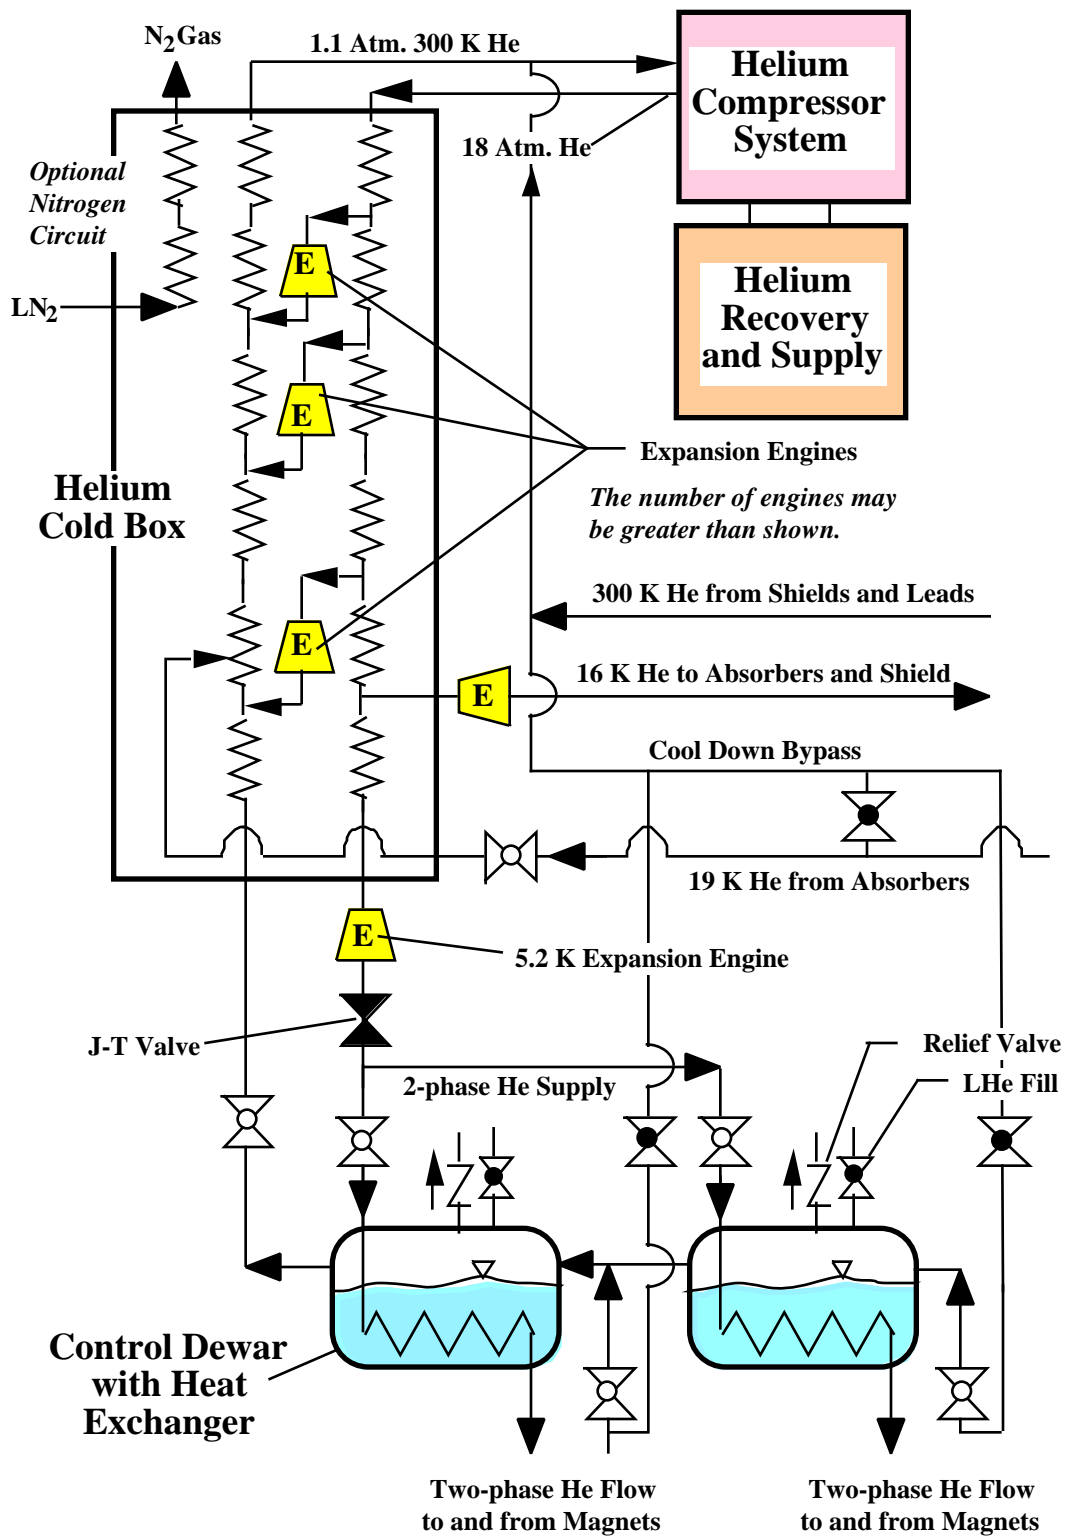 N2Gas
1.1 Atm. 300 K He
Helium
Compressor
System
18 Atm. He
Optional
Nitrogen
Circuit
E
LN2
Helium
Recovery
and Supply
E
Expansion Engines
Helium
Cold Box
The number of engines may
be greater than shown.
300 K He from Shields and Leads
E
16 K He to Absorbers and Shield
E
Cool Down Bypass
19 K He from Absorbers
E
5.2 K Expansion Engine
J-T Valve
Relief Valve
2-phase He Supply
LHe Fill
Control Dewar
with Heat
Exchanger
Two-phase He Flow
to and from Magnets
Two-phase He Flow
to and from Magnets